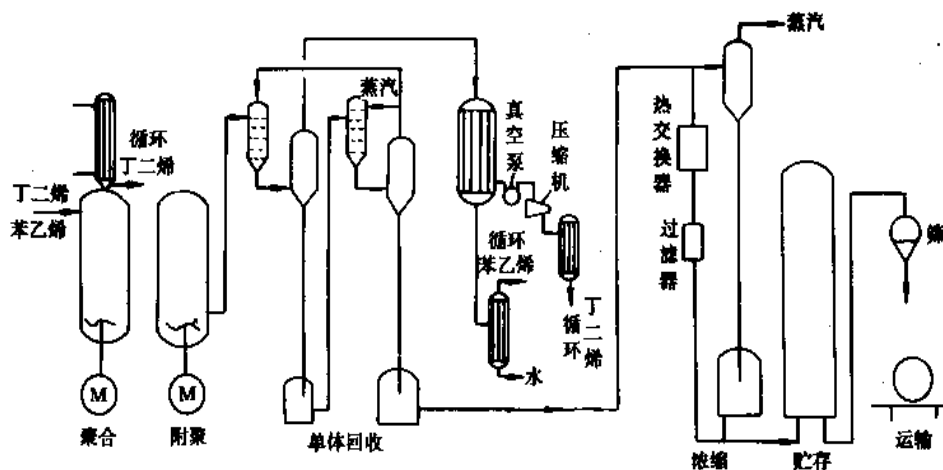 蒸汽
循环
丁二烯
丁二烯
苯乙烯
蒸汽
真空泵
压缩机
循环
苯乙烯
循环
丁二烯
水
热交换器
过滤器
M
M
聚合
附聚
单体回收
浓缩
贮存
运输